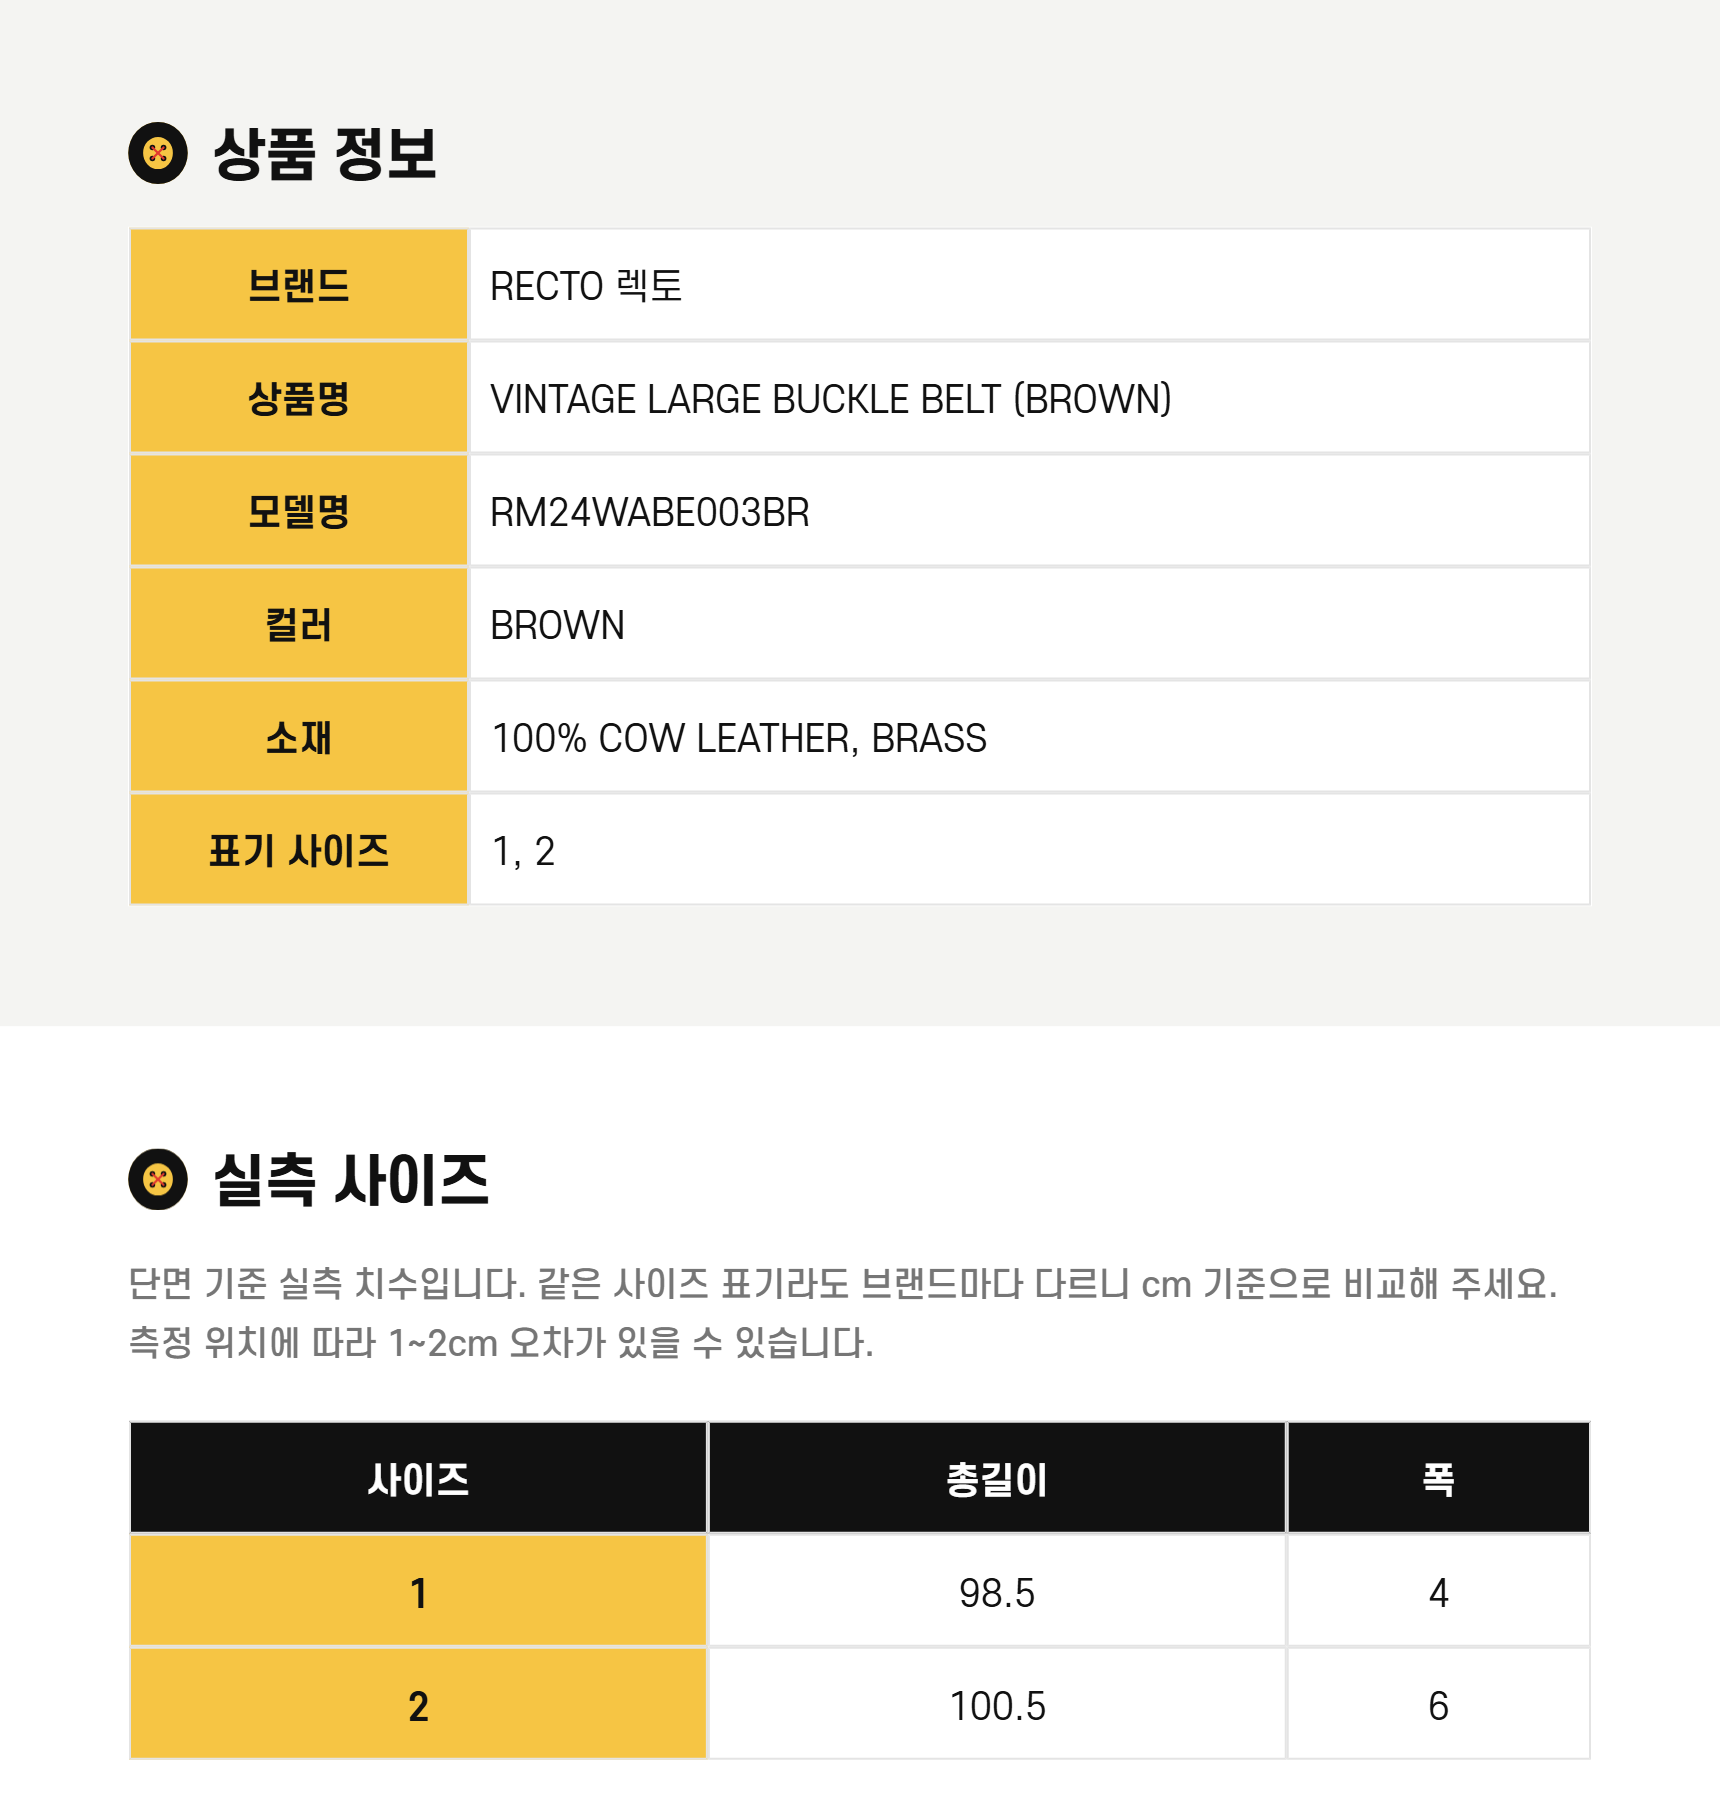 상품 정보
브랜드 RECTO 렉토
상품명 VINTAGE LARGE BUCKLE BELT (BROWN)
모델명 RM24WABE003BR
컬러 BROWN
소재 100% COW LEATHER, BRASS
표기 사이즈 1, 2
실측 사이즈
단면 기준 실측 치수입니다. 같은 사이즈 표기라도 브랜드마다 다르니 cm 기준으로 비교해 주세요.
측정 위치에 따라 1~2cm 오차가 있을 수 있습니다.
사이즈 총길이 폭
1 98.5 4
2 100.5 6